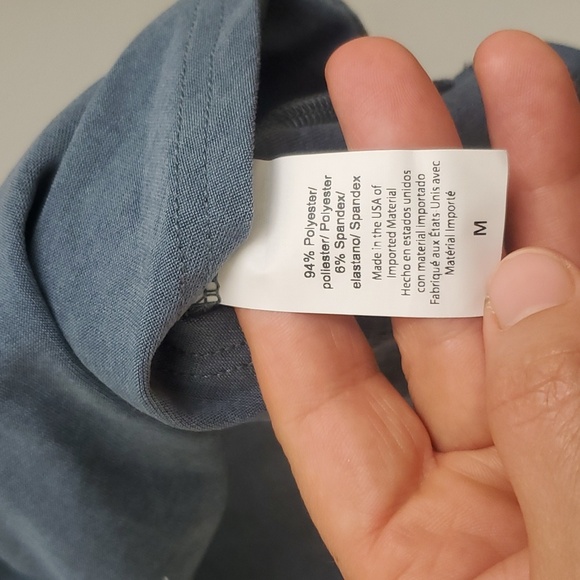 94% Polyester/
poliester/ Polyester
6% Spandex/
elastano/ Spandex
Made in the USA of
Imported Material
Hecho en estados unidos
con material importado
Fabriqué aux États Unis avec
Matérial Importé
M